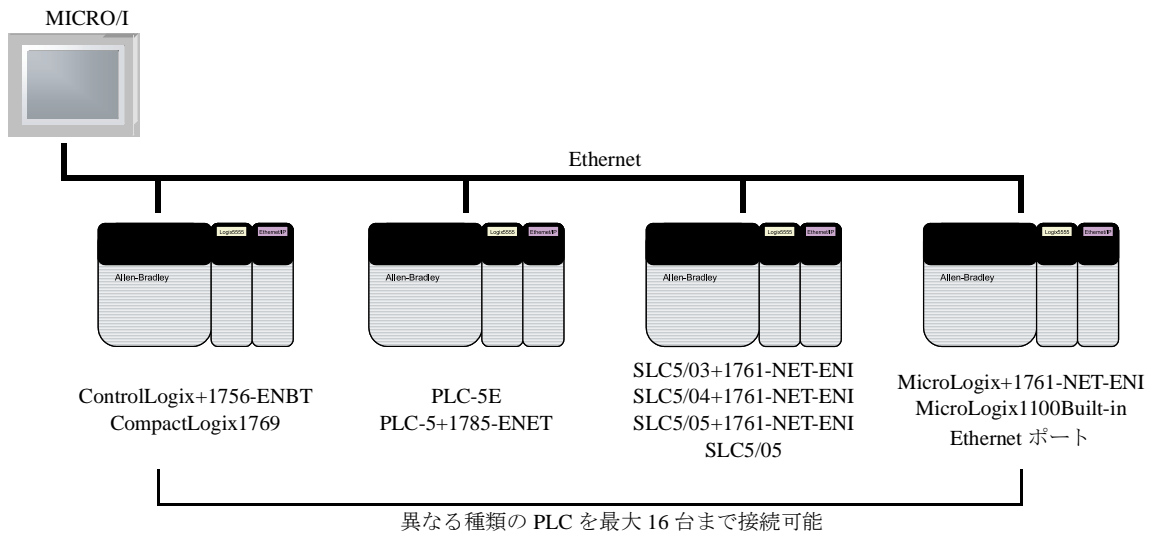 MICRO/I
Ethernet
Logix5555 Ethernet/IP
Allen-Bradley
Logix5555 Ethernet/IP
Allen-Bradley
Logix5555 Ethernet/IP
Allen-Bradley
Logix5555 Ethernet/IP
Allen-Bradley
ControlLogix+1756-ENBT
CompactLogix1769
PLC-5E
PLC-5+1785-ENET
SLC5/03+1761-NET-ENI
SLC5/04+1761-NET-ENI
SLC5/05+1761-NET-ENI
SLC5/05
MicroLogix+1761-NET-ENI
MicroLogix1100Built-in
Ethernet ポート
異なる種類の PLC を最大 16 台まで接続可能